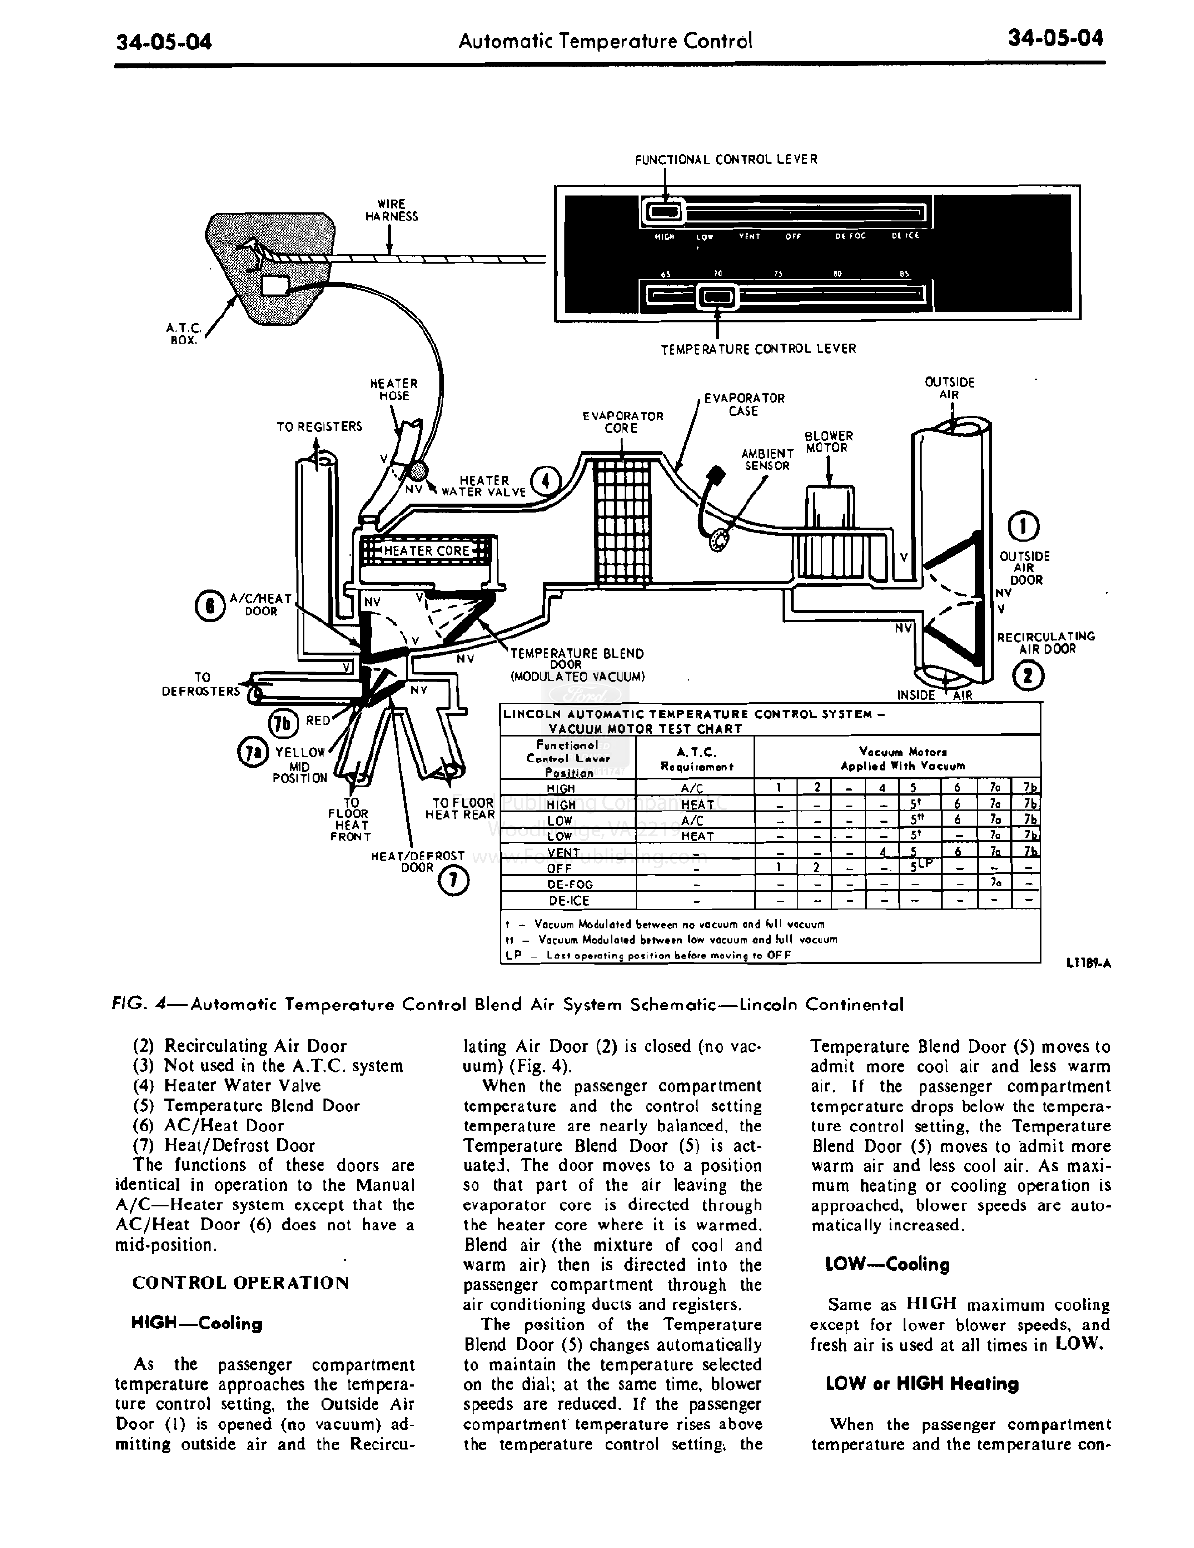 34-05-04
Automatic Temperature Control
34-05-04
FUNCTIONAL CONTROL LEVER
WIRE
HARNESS
HIGH LOW VENT OFF DE FOG DE ICE
65 70 75 80 85
A.T.C.
BOX.
TEMPERATURE CONTROL LEVER
HEATER
HOSE
OUTSIDE
AIR
EVAPORATOR
CASE
EVAPORATOR
CORE
TO REGISTERS
BLOWER
MOTOR
AMBIENT
SENSOR
V
NV
HEATER
WATER VALVE
4
1
HEATER CORE
V
OUTSIDE
AIR
DOOR
NV
V
6
A/C/HEAT
DOOR
NV
V
V
NV
NV
RECIRCULATING
AIR DOOR
2
TEMPERATURE BLEND
DOOR
(MODULATED VACUUM)
V
NV
TO
DEFROSTERS
INSIDE AIR
7b RED
7a YELLOW
MID
POSITION
TO
FLOOR
HEAT
FRONT
TO FLOOR
HEAT REAR
HEAT/DEFROST
DOOR
7
Ford
Publishing Company
Woodbridge, VA
LINCOLN AUTOMATIC TEMPERATURE CONTROL SYSTEM –
VACUUM MOTOR TEST CHART
Functional
Control Lever
Position
A.T.C.
Requirement
Vacuum Motors
Applied With Vacuum
HIGH A/C 1 2 – 4 5 6 7a 7b
HIGH HEAT – – – – 5† 6 7a 7b
LOW A/C – – – – 5†† 6 7a 7b
LOW HEAT – – – – 5† – 7a 7b
VENT – – – – 4 5 6 7a 7b
OFF – 1 2 – – 5LP – – –
DE-FOG – – – – – – – 7a –
DE-ICE – – – – – – – – –
† – Vacuum Modulated between no vacuum and full vacuum
†† – Vacuum Modulated between low vacuum and full vacuum
LP – Last operating position before moving to OFF
L1189-A
FIG. 4—Automatic Temperature Control Blend Air System Schematic—Lincoln Continental
(2) Recirculating Air Door
(3) Not used in the A.T.C. system
(4) Heater Water Valve
(5) Temperature Blend Door
(6) AC/Heat Door
(7) Heat/Defrost Door
The functions of these doors are
identical in operation to the Manual
A/C—Heater system except that the
AC/Heat Door (6) does not have a
mid-position.
CONTROL OPERATION
HIGH—Cooling
As the passenger compartment
temperature approaches the tempera-
ture control setting, the Outside Air
Door (1) is opened (no vacuum) ad-
mitting outside air and the Recircu-
lating Air Door (2) is closed (no vac-
uum) (Fig. 4).
When the passenger compartment
temperature and the control setting
temperature are nearly balanced, the
Temperature Blend Door (5) is act-
uated. The door moves to a position
so that part of the air leaving the
evaporator core is directed through
the heater core where it is warmed.
Blend air (the mixture of cool and
warm air) then is directed into the
passenger compartment through the
air conditioning ducts and registers.
The position of the Temperature
Blend Door (5) changes automatically
to maintain the temperature selected
on the dial; at the same time, blower
speeds are reduced. If the passenger
compartment temperature rises above
the temperature control setting, the
Temperature Blend Door (5) moves to
admit more cool air and less warm
air. If the passenger compartment
temperature drops below the tempera-
ture control setting, the Temperature
Blend Door (5) moves to admit more
warm air and less cool air. As maxi-
mum heating or cooling operation is
approached, blower speeds are auto-
matically increased.
LOW—Cooling
Same as HIGH maximum cooling
except for lower blower speeds, and
fresh air is used at all times in LOW.
LOW or HIGH Heating
When the passenger compartment
temperature and the temperature con-